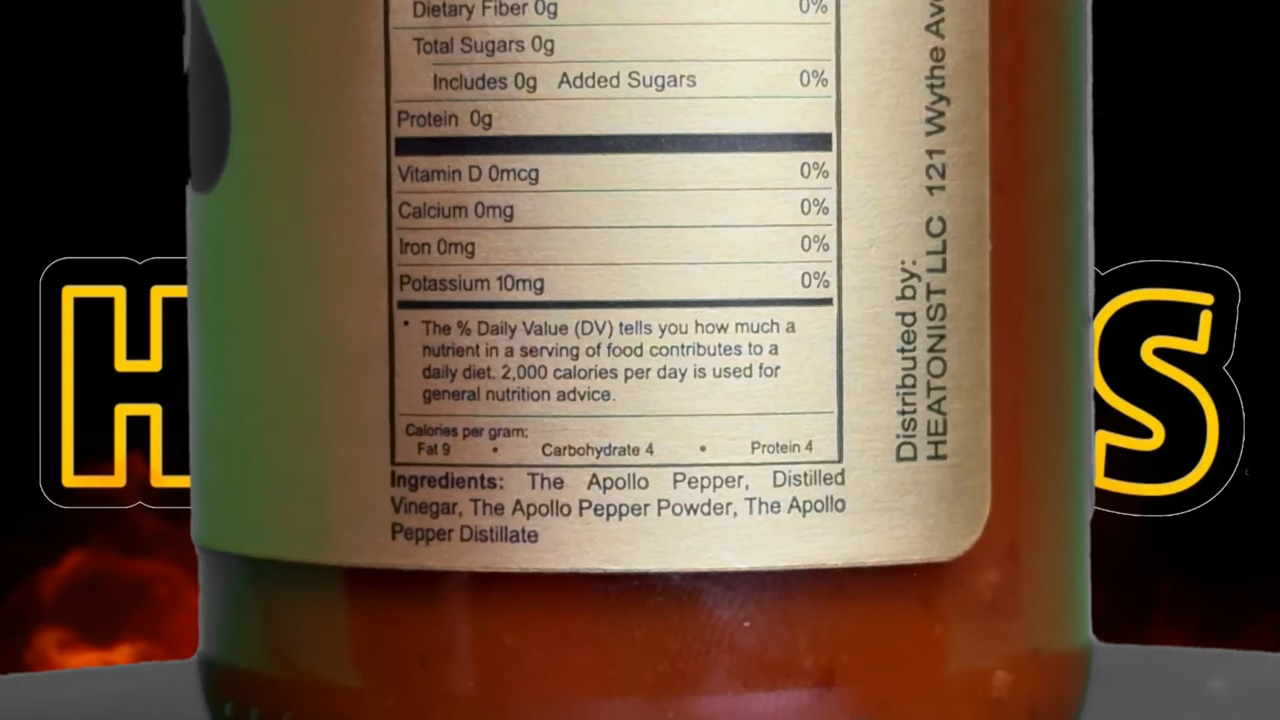 Dietary Fiber 0g 0%
Total Sugars 0g
Includes 0g Added Sugars 0%
Protein 0g
Vitamin D 0mcg 0%
Calcium 0mg 0%
Iron 0mg 0%
Potassium 10mg 0%
* The % Daily Value (DV) tells you how much a
nutrient in a serving of food contributes to a
daily diet. 2,000 calories per day is used for
general nutrition advice.
Calories per gram:
Fat 9 • Carbohydrate 4 • Protein 4
Ingredients: The Apollo Pepper, Distilled
Vinegar, The Apollo Pepper Powder, The Apollo
Pepper Distillate
Distributed by:
HEATONIST LLC 121 Wythe Ave
H
S